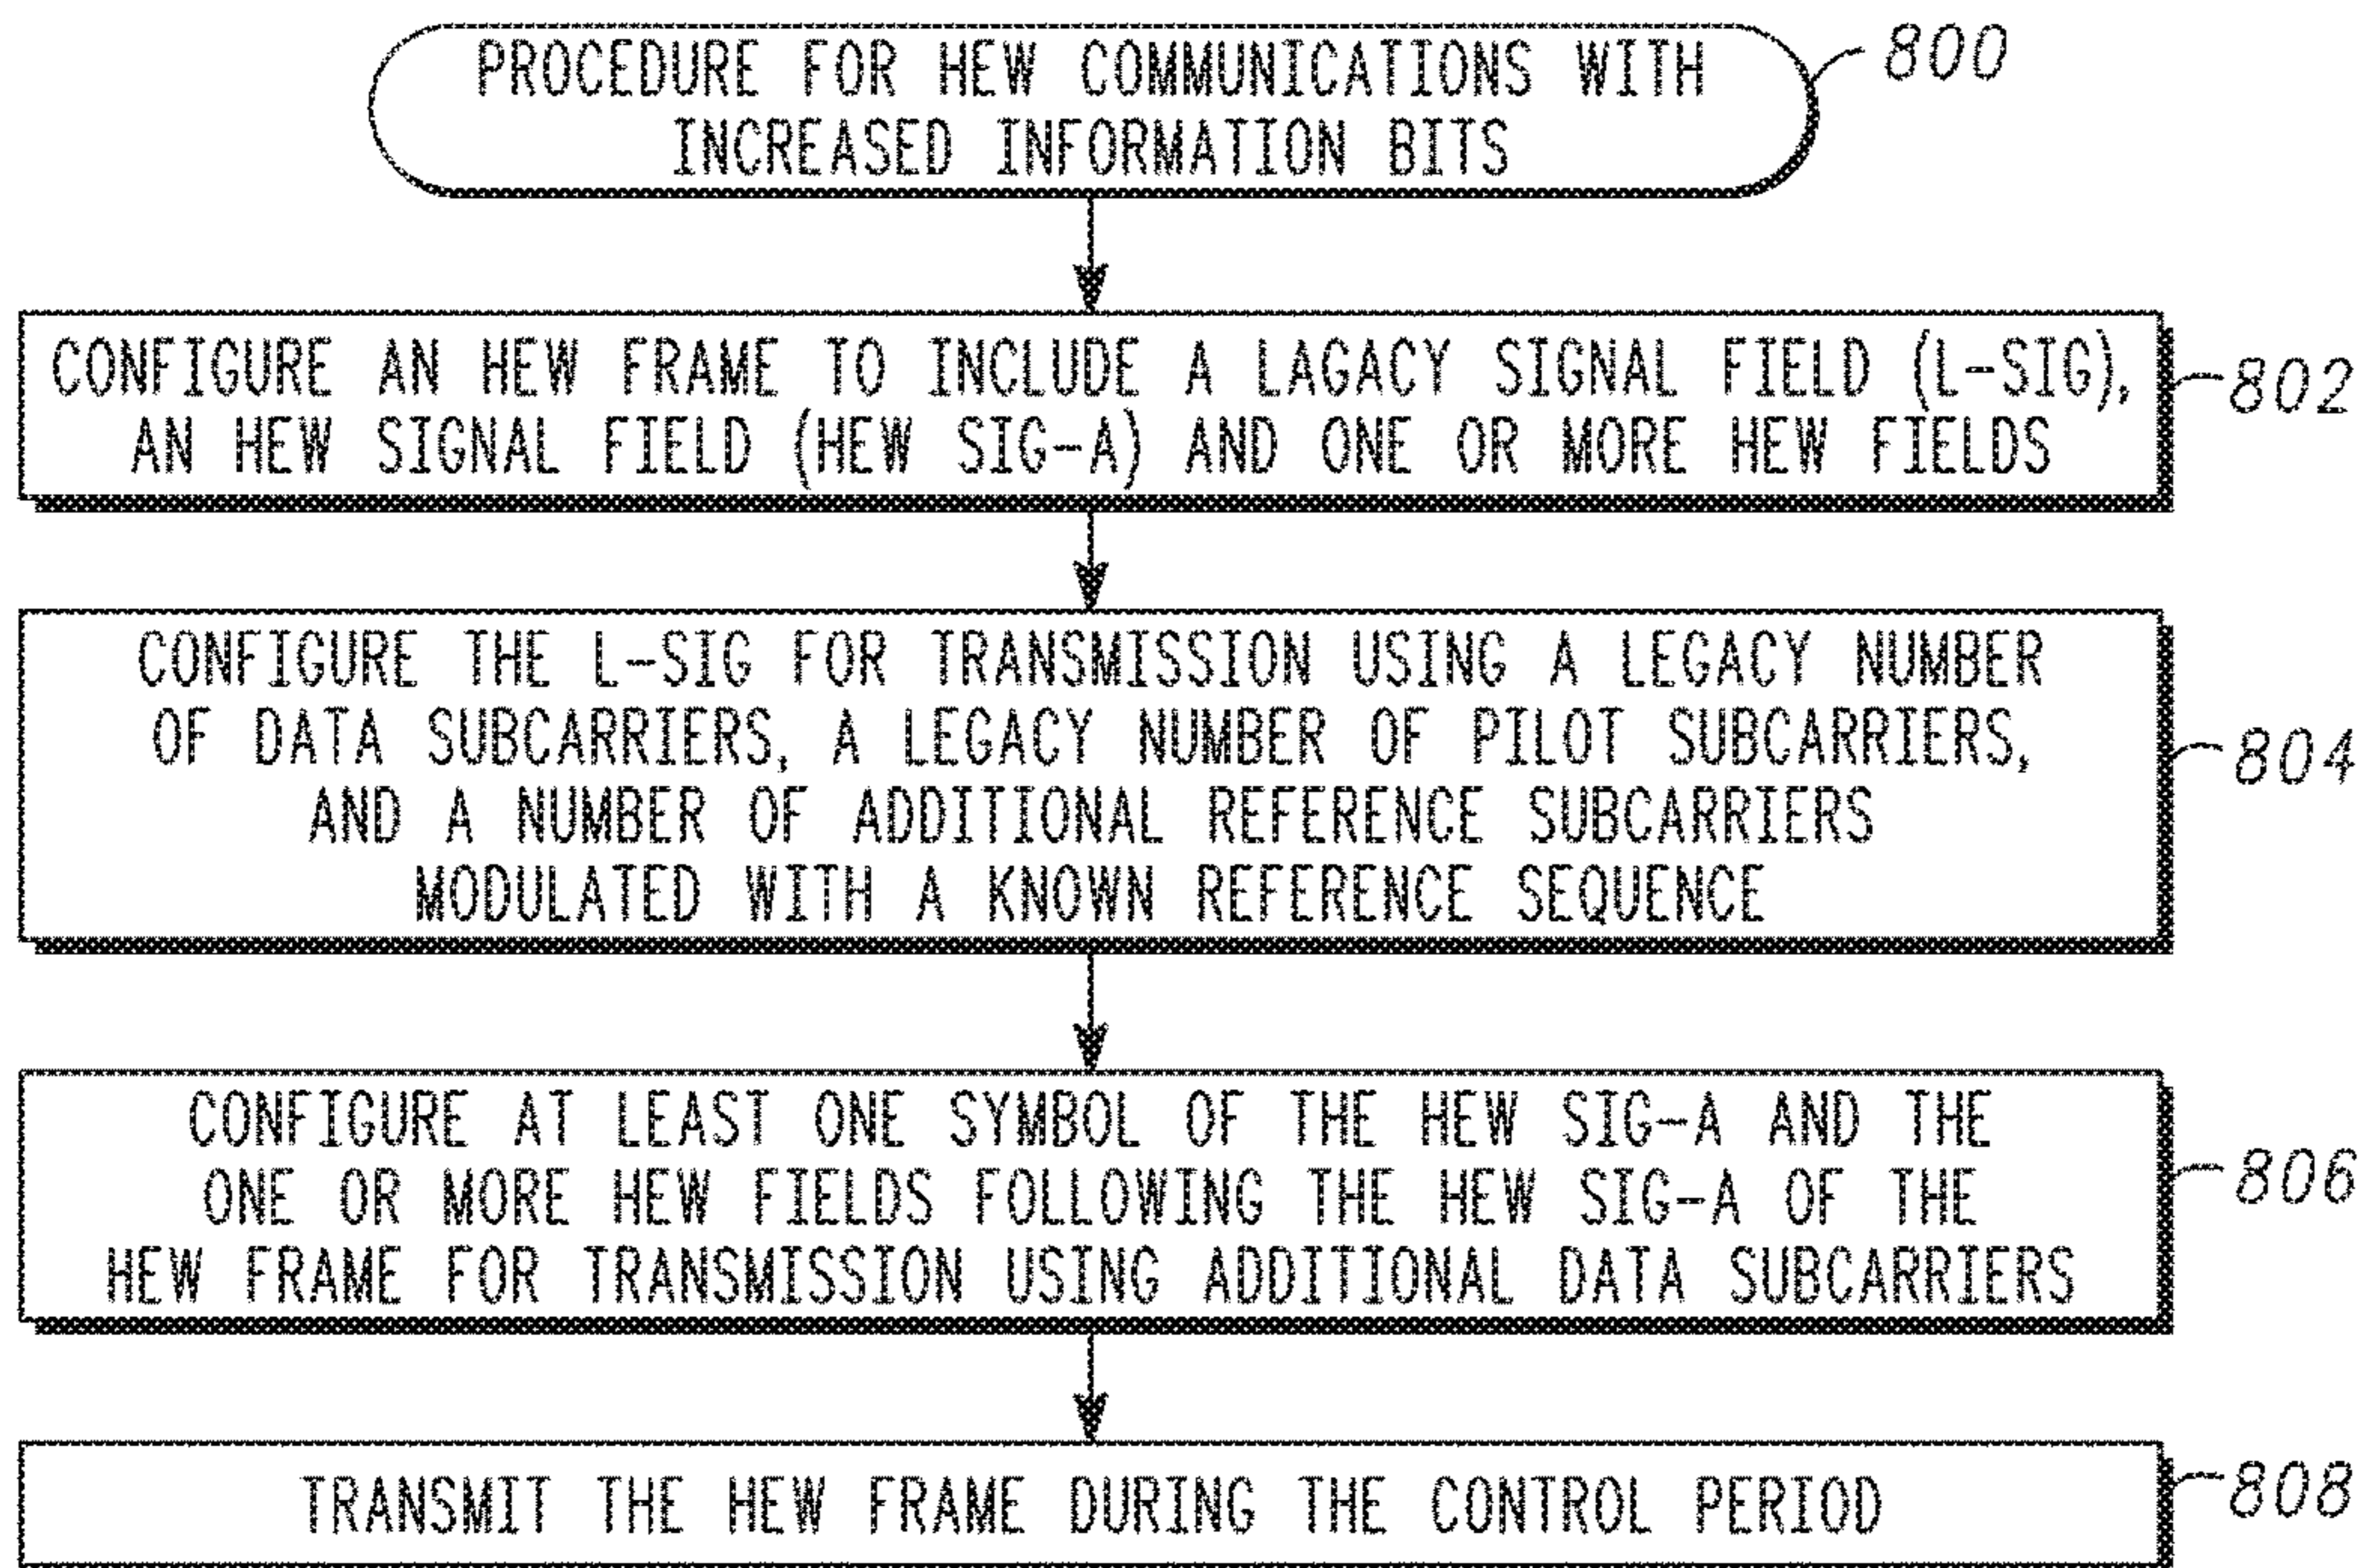 PROCEDURE FOR HEW COMMUNICATIONS WITH
INCREASED INFORMATION BITS
800
CONFIGURE AN HEW FRAME TO INCLUDE A LAGACY SIGNAL FIELD (L-SIG),
AN HEW SIGNAL FIELD (HEW SIG-A) AND ONE OR MORE HEW FIELDS
802
CONFIGURE THE L-SIG FOR TRANSMISSION USING A LEGACY NUMBER
OF DATA SUBCARRIERS, A LEGACY NUMBER OF PILOT SUBCARRIERS,
AND A NUMBER OF ADDITIONAL REFERENCE SUBCARRIERS
MODULATED WITH A KNOWN REFERENCE SEQUENCE
804
CONFIGURE AT LEAST ONE SYMBOL OF THE HEW SIG-A AND THE
ONE OR MORE HEW FIELDS FOLLOWING THE HEW SIG-A OF THE
HEW FRAME FOR TRANSMISSION USING ADDITIONAL DATA SUBCARRIERS
806
TRANSMIT THE HEW FRAME DURING THE CONTROL PERIOD
808